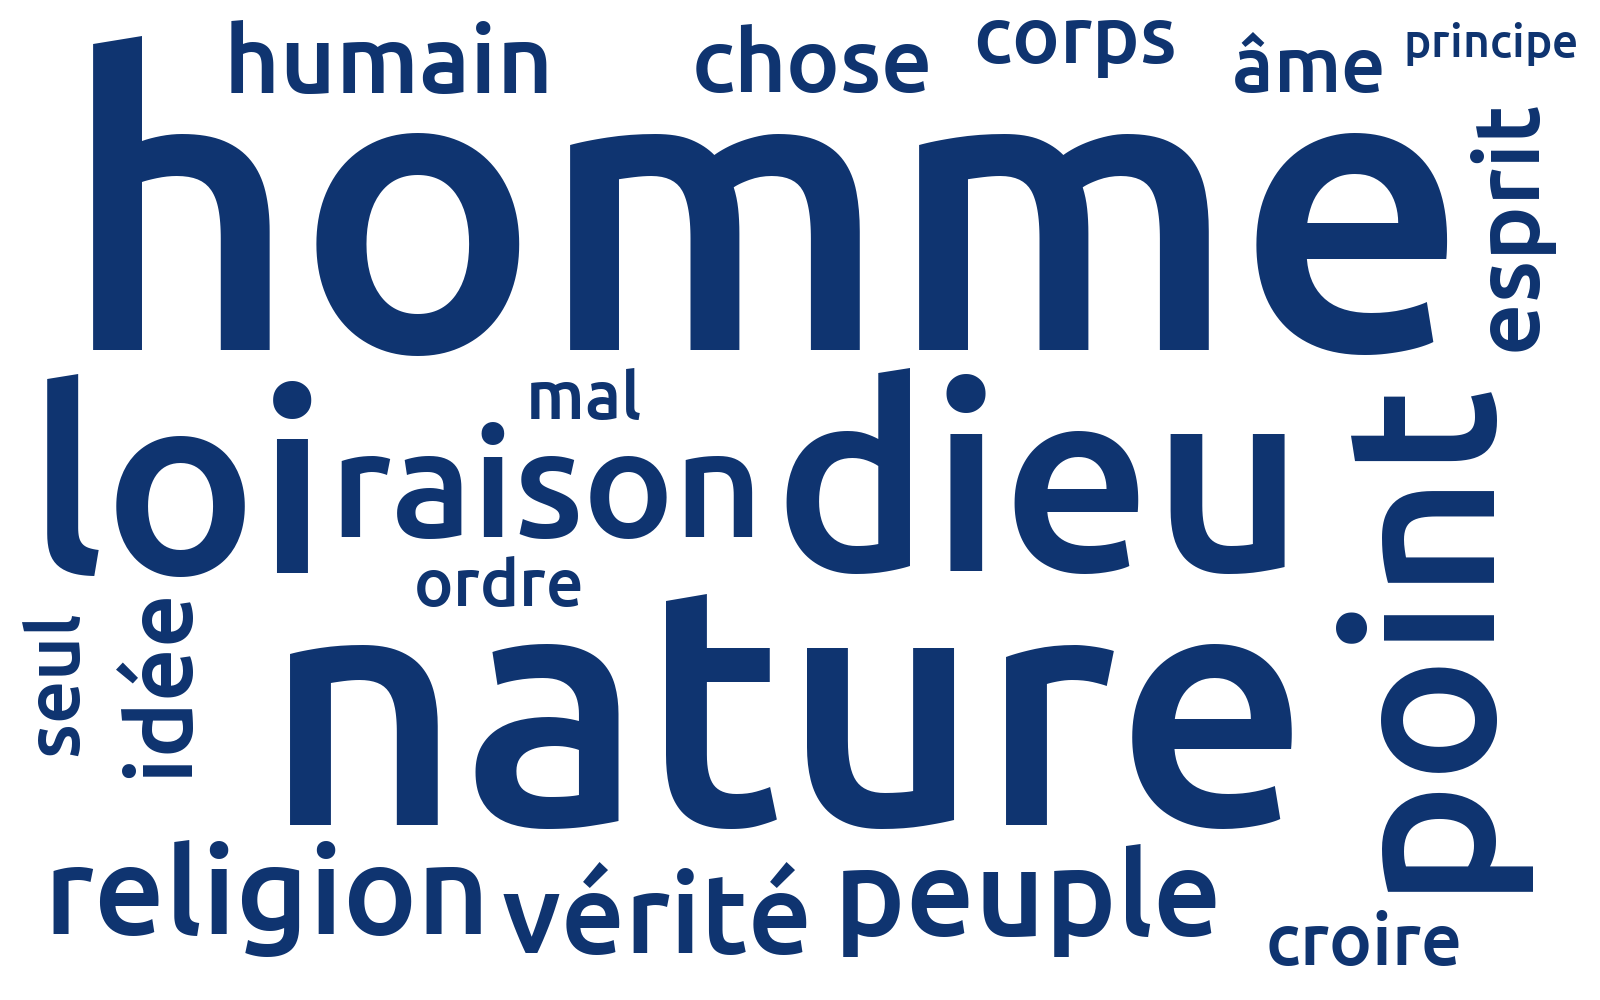 humain
chose
corps
âme
principe
homme
esprit
loi
mal
raison
dieu
point
ordre
seul
idée
nature
religion
vérité
peuple
croire